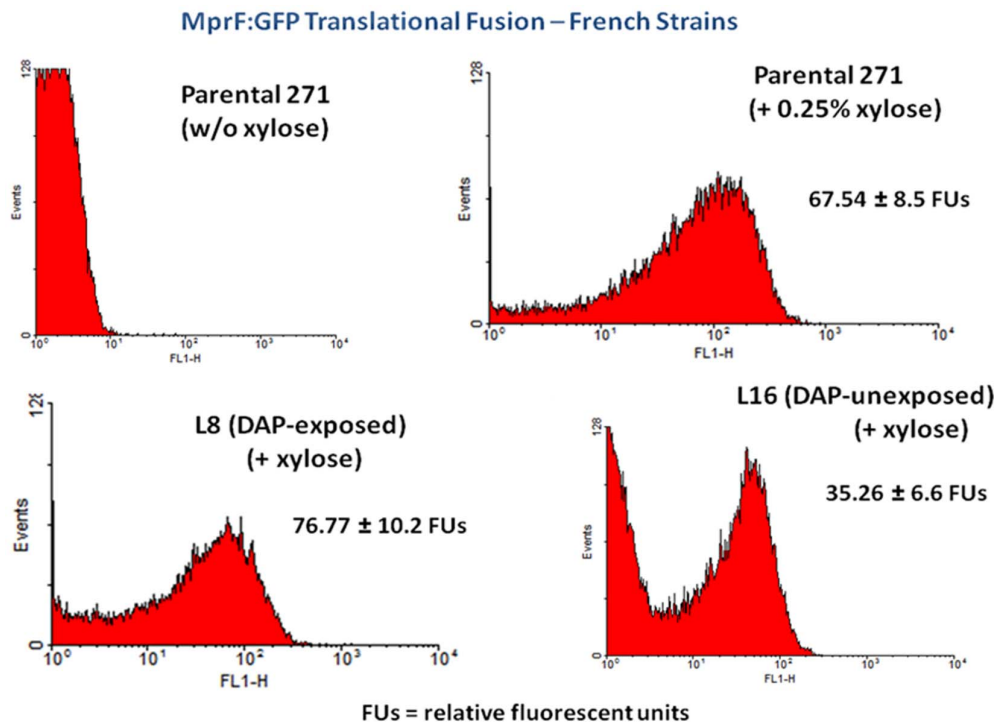 MprF:GFP Translational Fusion – French Strains
128
Events
0
10⁰ 10¹ 10² 10³ 10⁴
FL1-H
Parental 271
(w/o xylose)
128
Events
0
10⁰ 10¹ 10² 10³ 10⁴
FL1-H
Parental 271
(+ 0.25% xylose)
67.54 ± 8.5 FUs
Events
0
10⁰ 10¹ 10² 10³ 10⁴
FL1-H
L8 (DAP-exposed)
(+ xylose)
76.77 ± 10.2 FUs
128
Events
0
10⁰ 10¹ 10² 10³ 10⁴
FL1-H
L16 (DAP-unexposed)
(+ xylose)
35.26 ± 6.6 FUs
FUs = relative fluorescent units